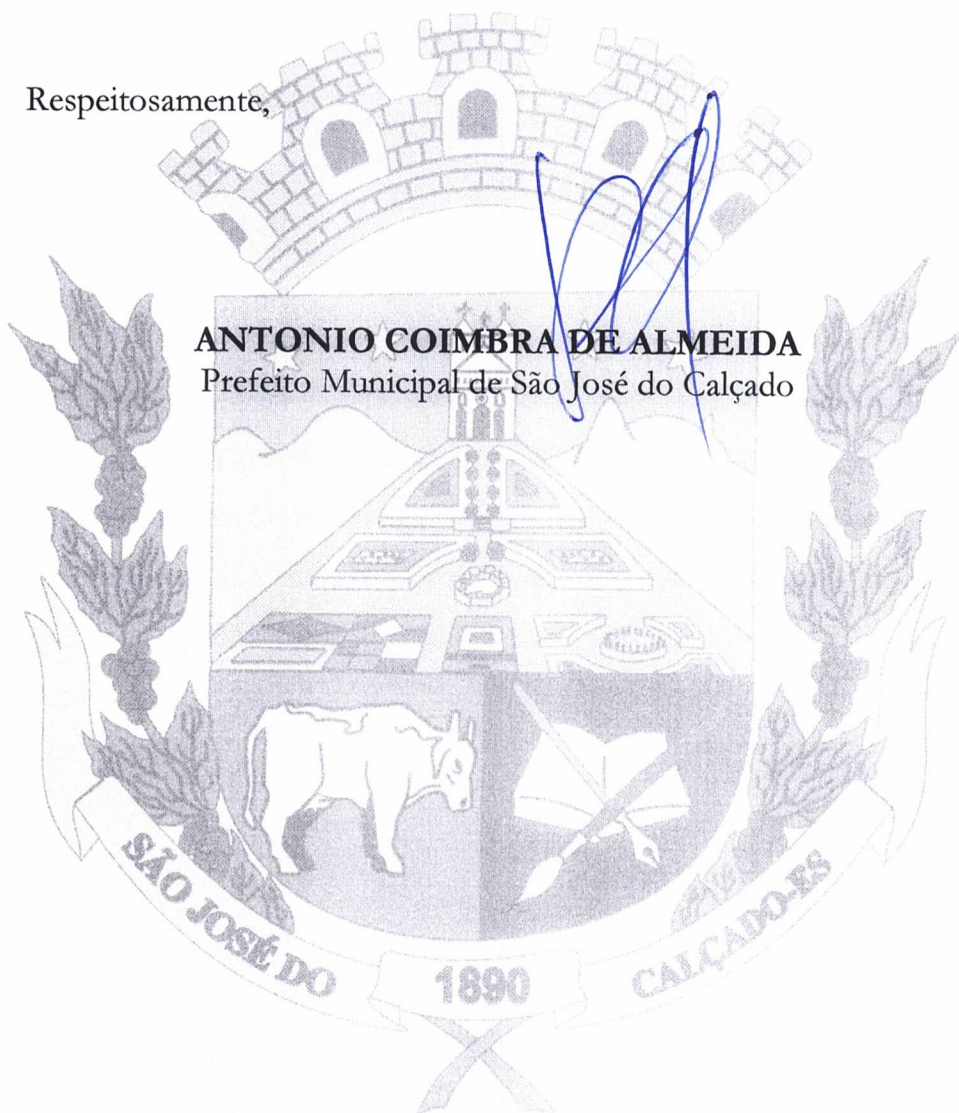 Respeitosamente,
ANTONIO COIMBRA DE ALMEIDA
Prefeito Municipal de São José do Calçado
SÃO JOSÉ DO
1890
CALÇADO-ES